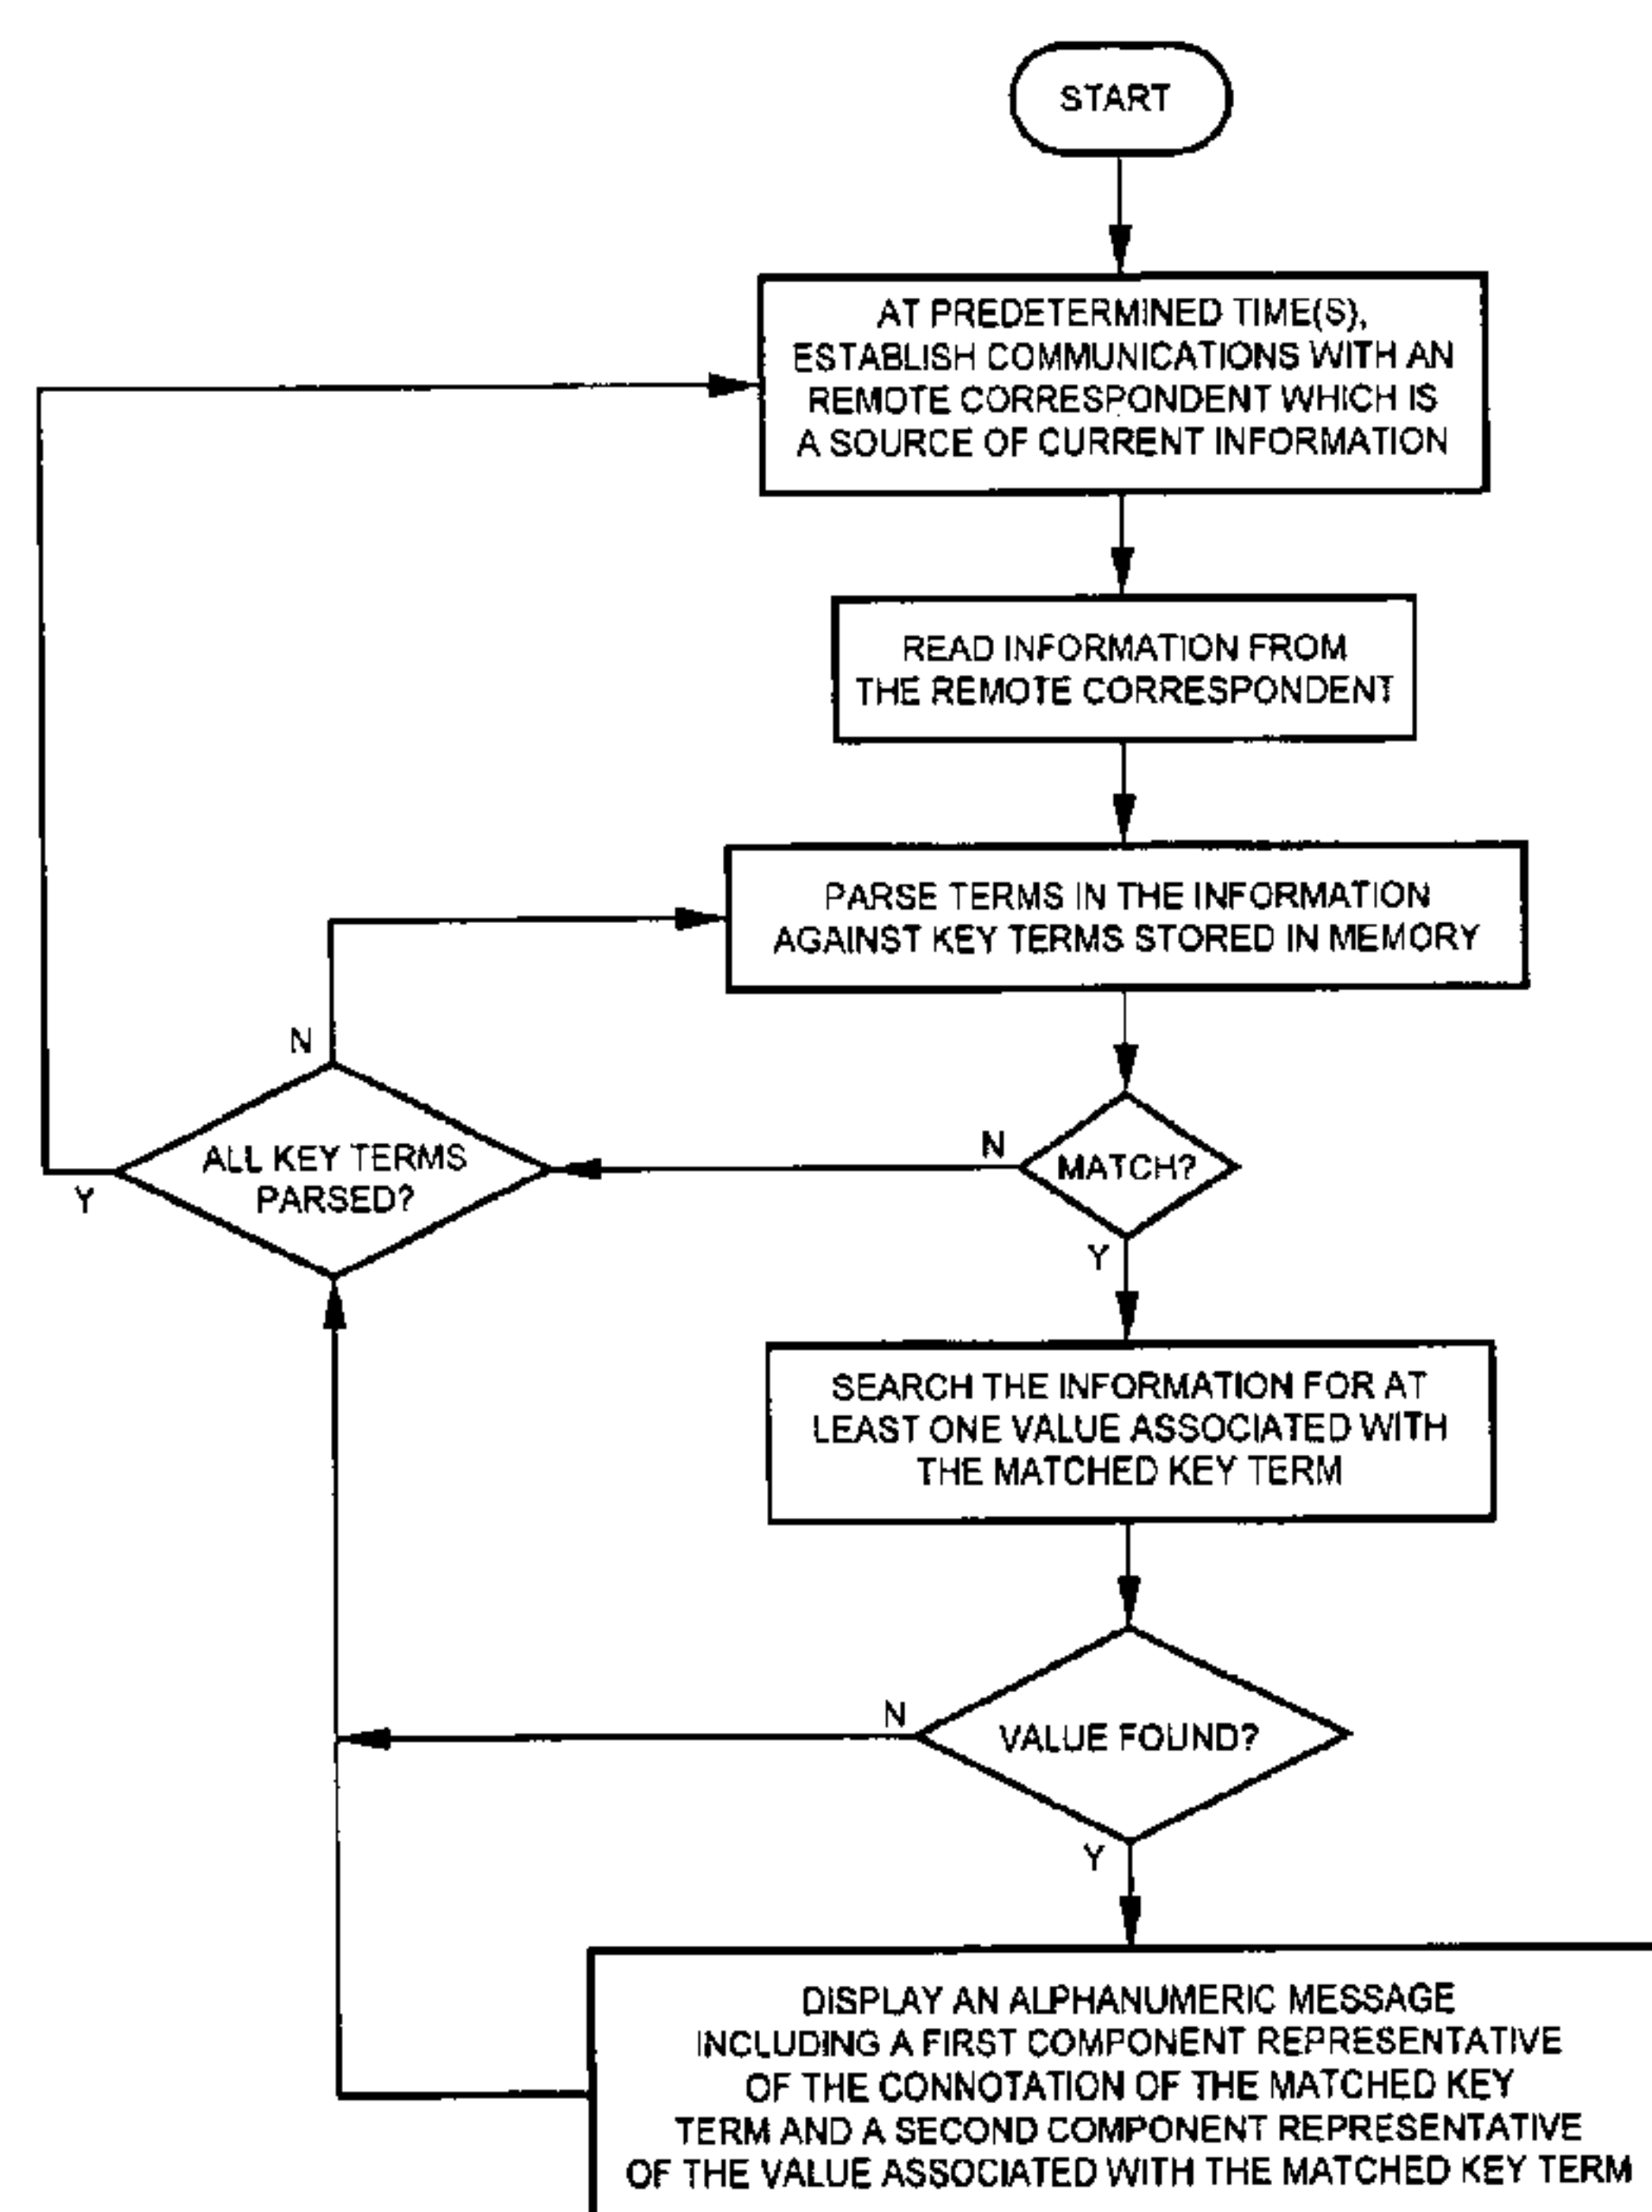 START
AT PREDETERMINED TIME(S),
ESTABLISH COMMUNICATIONS WITH AN
REMOTE CORRESPONDENT WHICH IS
A SOURCE OF CURRENT INFORMATION
READ INFORMATION FROM
THE REMOTE CORRESPONDENT
PARSE TERMS IN THE INFORMATION
AGAINST KEY TERMS STORED IN MEMORY
N
ALL KEY TERMS
PARSED?
Y
N
MATCH?
Y
SEARCH THE INFORMATION FOR AT
LEAST ONE VALUE ASSOCIATED WITH
THE MATCHED KEY TERM
N
VALUE FOUND?
Y
DISPLAY AN ALPHANUMERIC MESSAGE
INCLUDING A FIRST COMPONENT REPRESENTATIVE
OF THE CONNOTATION OF THE MATCHED KEY
TERM AND A SECOND COMPONENT REPRESENTATIVE
OF THE VALUE ASSOCIATED WITH THE MATCHED KEY TERM